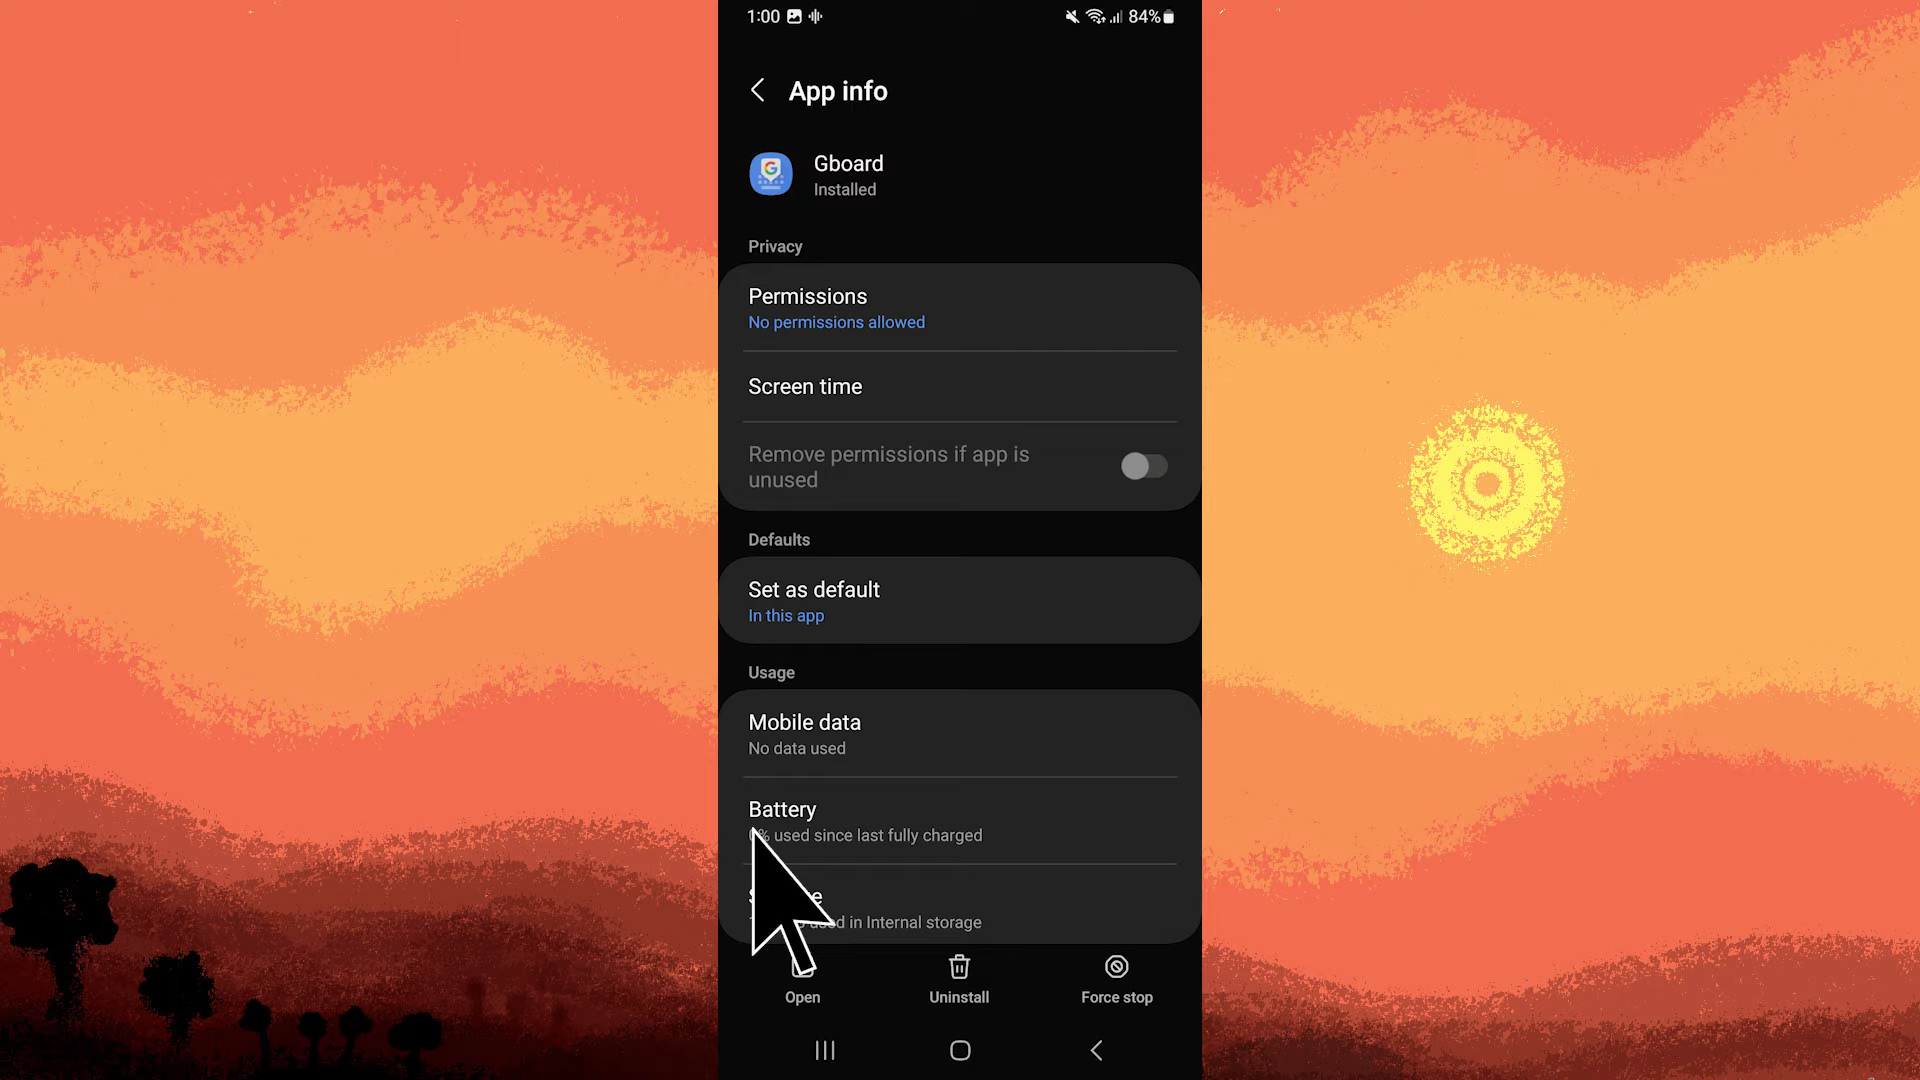 1:00 84%
App info
Gboard
Installed
Privacy
Permissions
No permissions allowed
Screen time
Remove permissions if app is
unused
Defaults
Set as default
In this app
Usage
Mobile data
No data used
Battery
used since last fully charged
in Internal storage
Open Uninstall Force stop